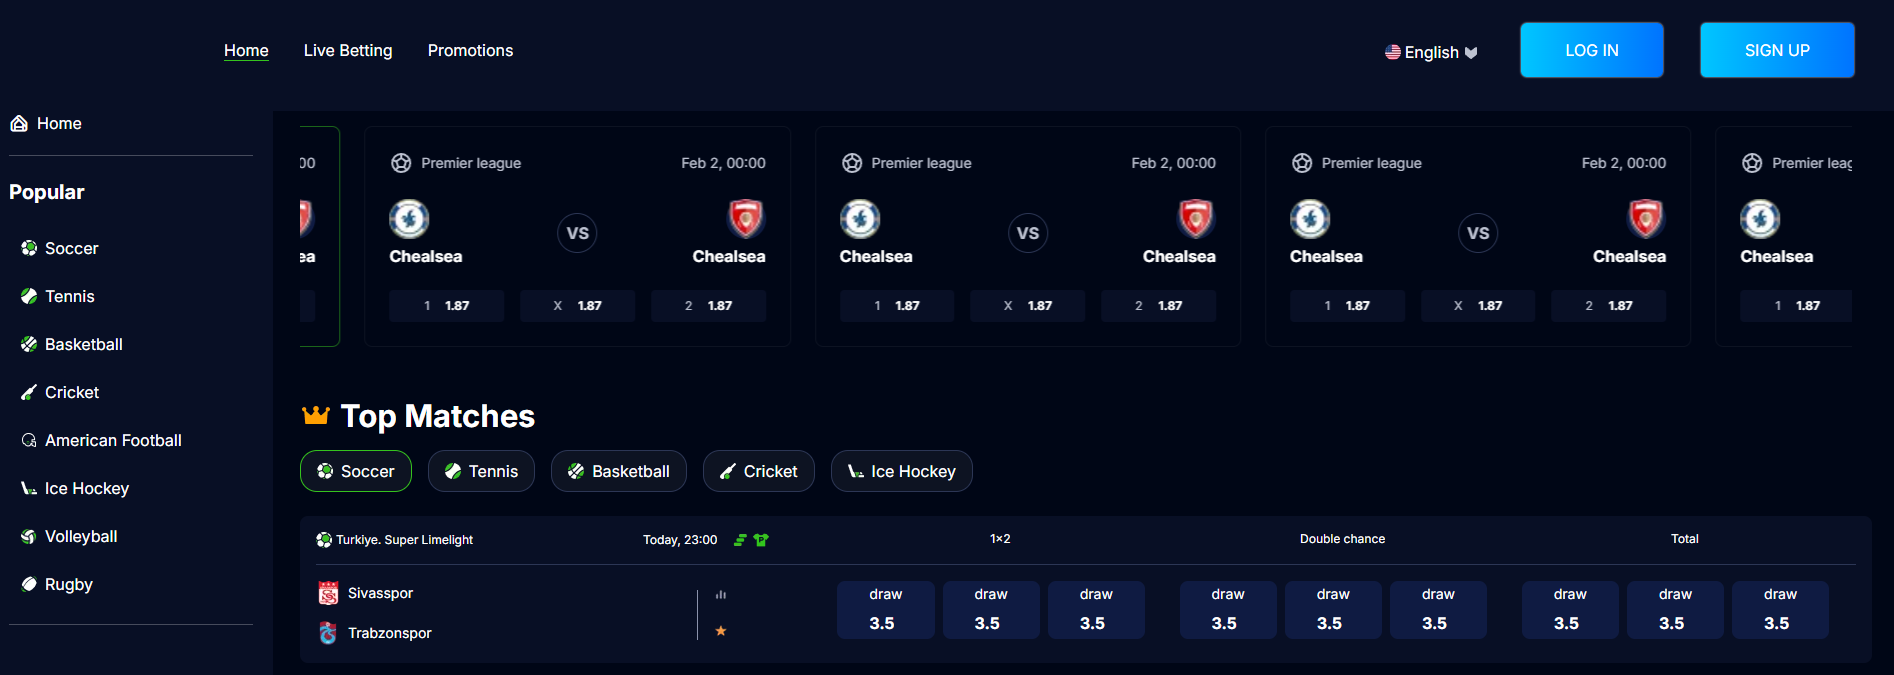 Home Live Betting Promotions English LOG IN SIGN UP
Home
Popular
Soccer
Tennis
Basketball
Cricket
American Football
Ice Hockey
Volleyball
Rugby
00
ea
Premier league Feb 2, 00:00
VS
Chealsea Chealsea
1 1.87 X 1.87 2 1.87
Premier league Feb 2, 00:00
VS
Chealsea Chealsea
1 1.87 X 1.87 2 1.87
Premier league Feb 2, 00:00
VS
Chealsea Chealsea
1 1.87 X 1.87 2 1.87
Premier leag
Chealsea
1 1.87
Top Matches
Soccer Tennis Basketball Cricket Ice Hockey
Turkiye. Super Limelight Today, 23:00 1×2 Double chance Total
Sivasspor
Trabzonspor
draw draw draw draw draw draw draw draw draw
3.5 3.5 3.5 3.5 3.5 3.5 3.5 3.5 3.5